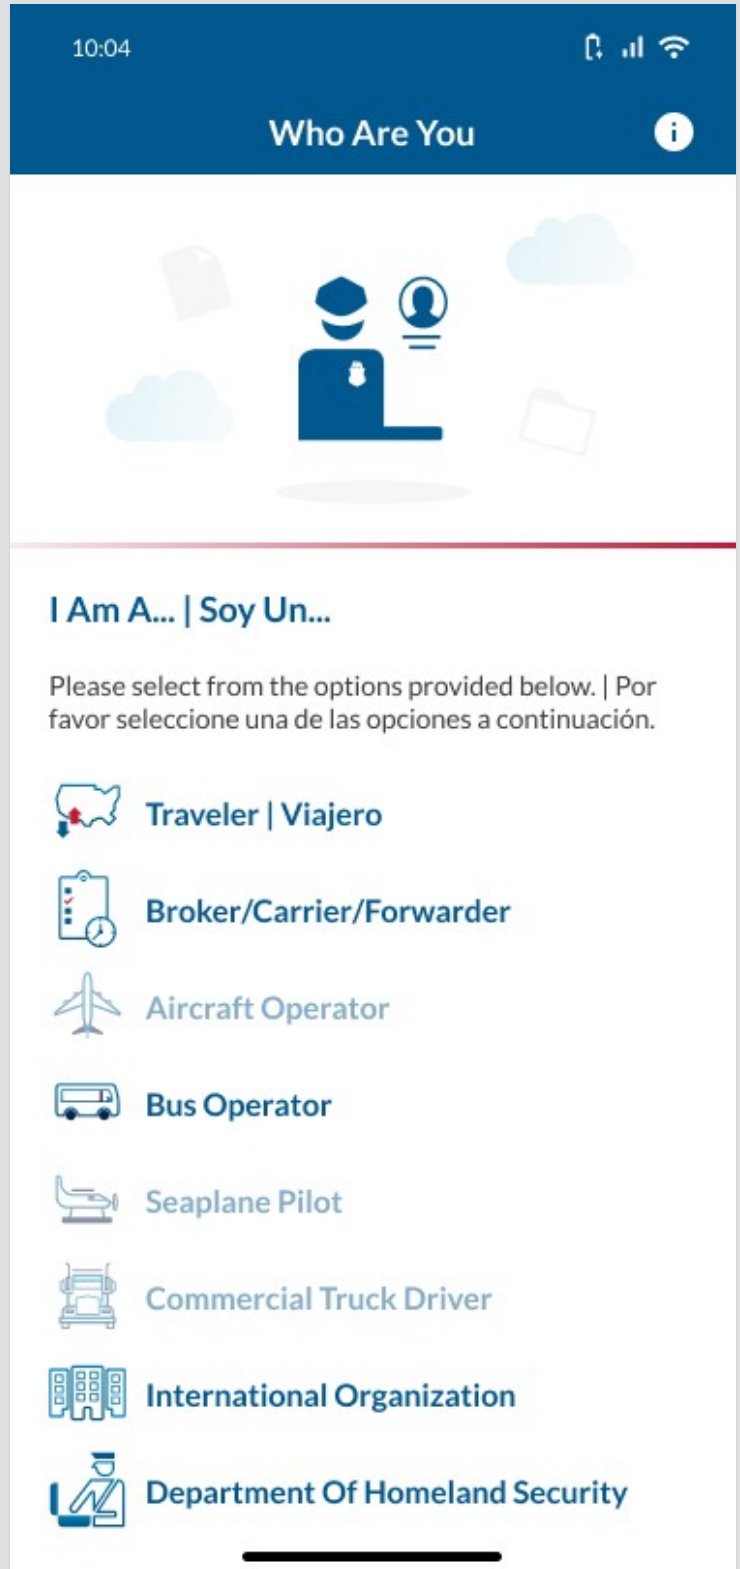 10:04
Who Are You
i
I Am A... | Soy Un...
Please select from the options provided below. | Por
favor seleccione una de las opciones a continuación.
Traveler | Viajero
Broker/Carrier/Forwarder
Aircraft Operator
Bus Operator
Seaplane Pilot
Commercial Truck Driver
International Organization
Department Of Homeland Security